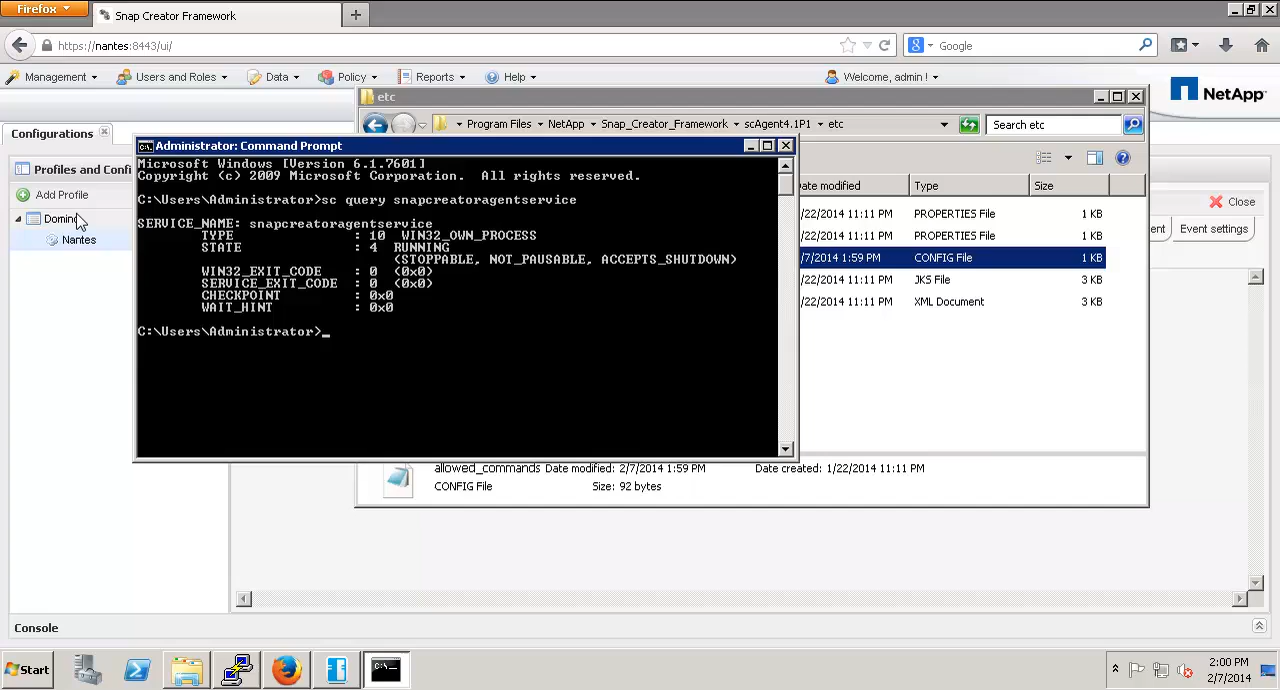 Firefox
Snap Creator Framework
https://nantes:8443/ui/
Google
Management
Users and Roles
Data
Policy
Reports
Help
Welcome, admin !
NetApp
etc
Configurations
Program Files
NetApp
Snap_Creator_Framework
scAgent4.1P1
etc
Search etc
Administrator: Command Prompt
Microsoft Windows [Version 6.1.7601]
Copyright (c) 2009 Microsoft Corporation.  All rights reserved.
C:\Users\Administrator>sc query snapcreatoragentservice
SERVICE_NAME: snapcreatoragentservice
TYPE : 10 WIN32_OWN_PROCESS
STATE : 4 RUNNING
(STOPPABLE, NOT_PAUSABLE, ACCEPTS_SHUTDOWN)
WIN32_EXIT_CODE : 0 (0x0)
SERVICE_EXIT_CODE : 0 (0x0)
CHECKPOINT : 0x0
WAIT_HINT : 0x0
C:\Users\Administrator>_
Profiles and Confi
Add Profile
Nantes
modified
Type
Size
/22/2014 11:11 PM PROPERTIES File 1 KB
/22/2014 11:11 PM PROPERTIES File 1 KB
/7/2014 1:59 PM CONFIG File 1 KB
/22/2014 11:11 PM JKS File 3 KB
/22/2014 11:11 PM XML Document 3 KB
Close
Event settings
allowed_commands Date modified: 2/7/2014 1:59 PM Date created: 1/22/2014 11:11 PM
CONFIG File Size: 92 bytes
Console
Start
2:00 PM
2/7/2014